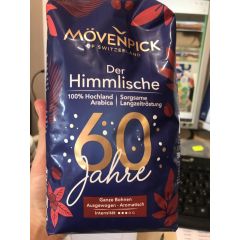 MÖVENPICK
OF SWITZERLAND
Der
Himmlische
100% Hochland Arabica
Sorgsame Langzeitröstung
60
Jahre
Ganze Bohnen
Ausgewogen - Aromatisch
Intensität